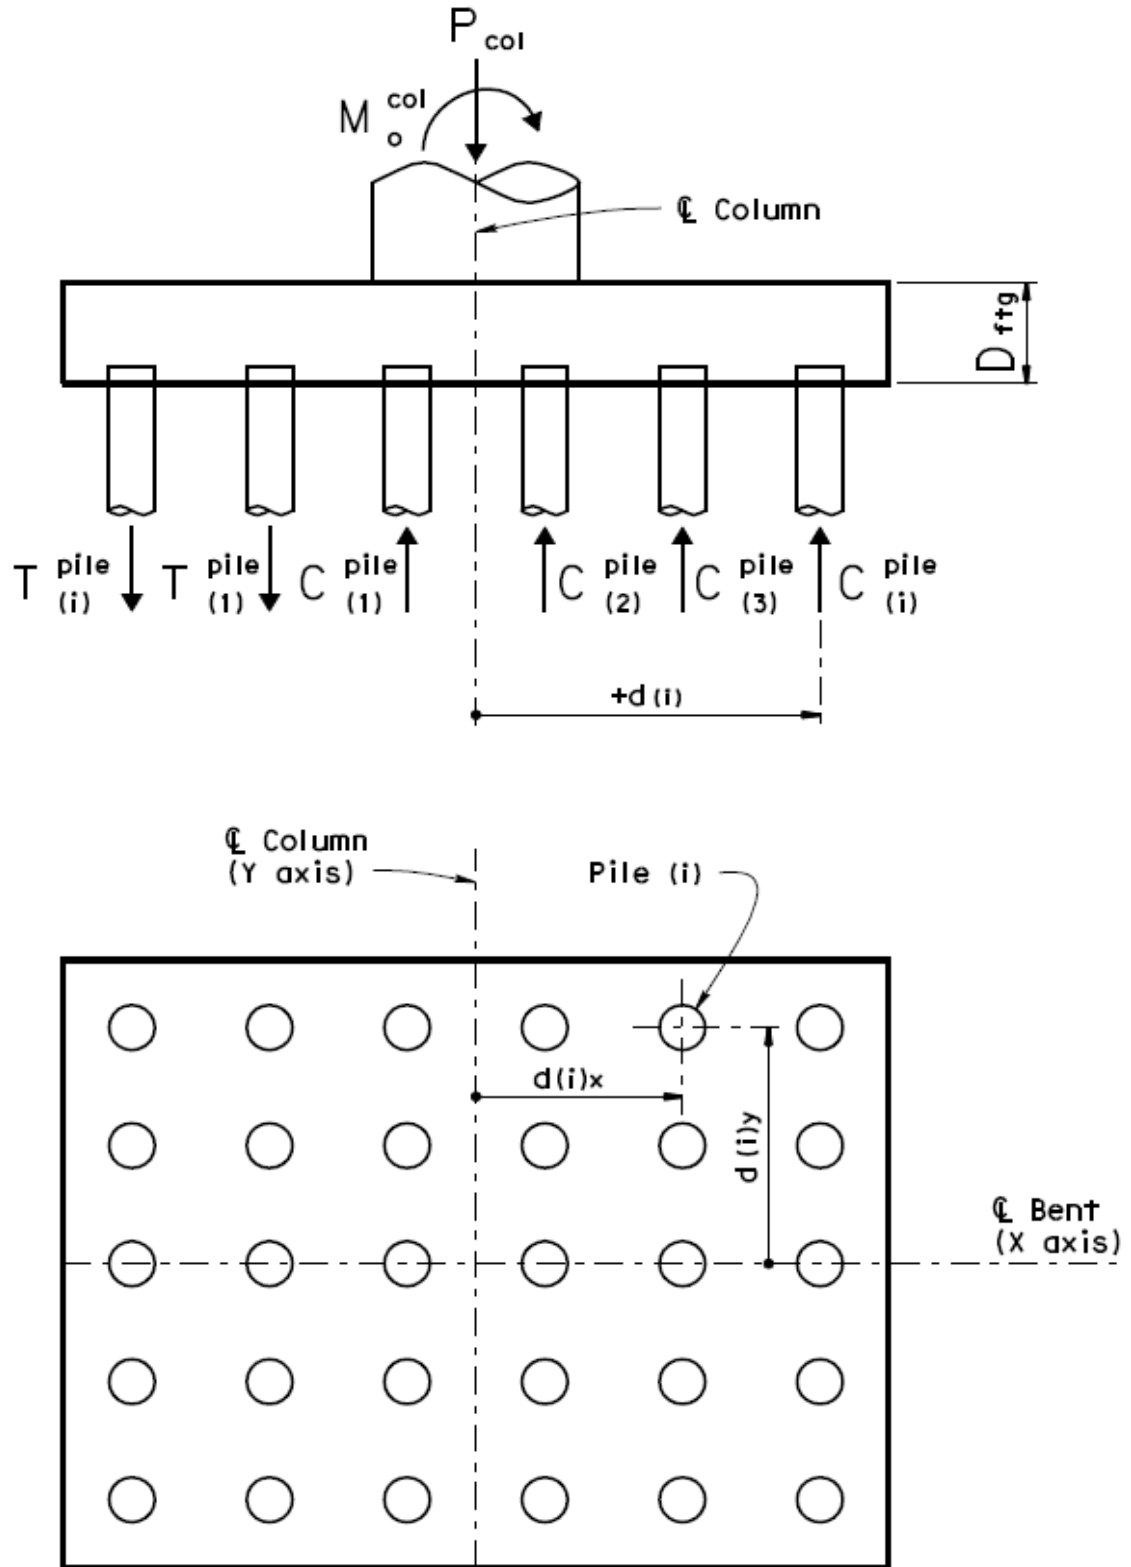 P col
M col o
℄ Column
D ftg
T pile (i) T pile (1) C pile (1) C pile (2) C pile (3) C pile (i)
+d(i)
℄ Column
(Y axis)
Pile (i)
d(i)x
d(i)y
℄ Bent
(X axis)